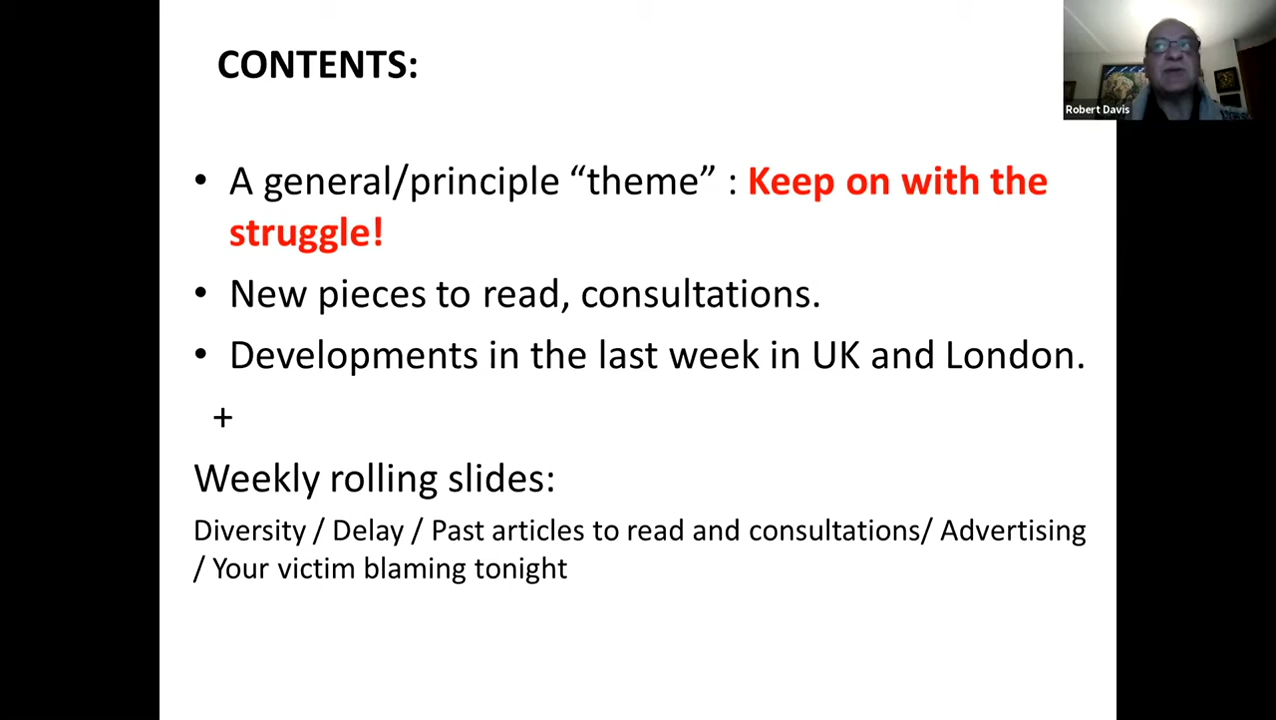 CONTENTS:
Robert Davis
• A general/principle “theme” : Keep on with the
struggle!
• New pieces to read, consultations.
• Developments in the last week in UK and London.
+
Weekly rolling slides:
Diversity / Delay / Past articles to read and consultations/ Advertising
/ Your victim blaming tonight